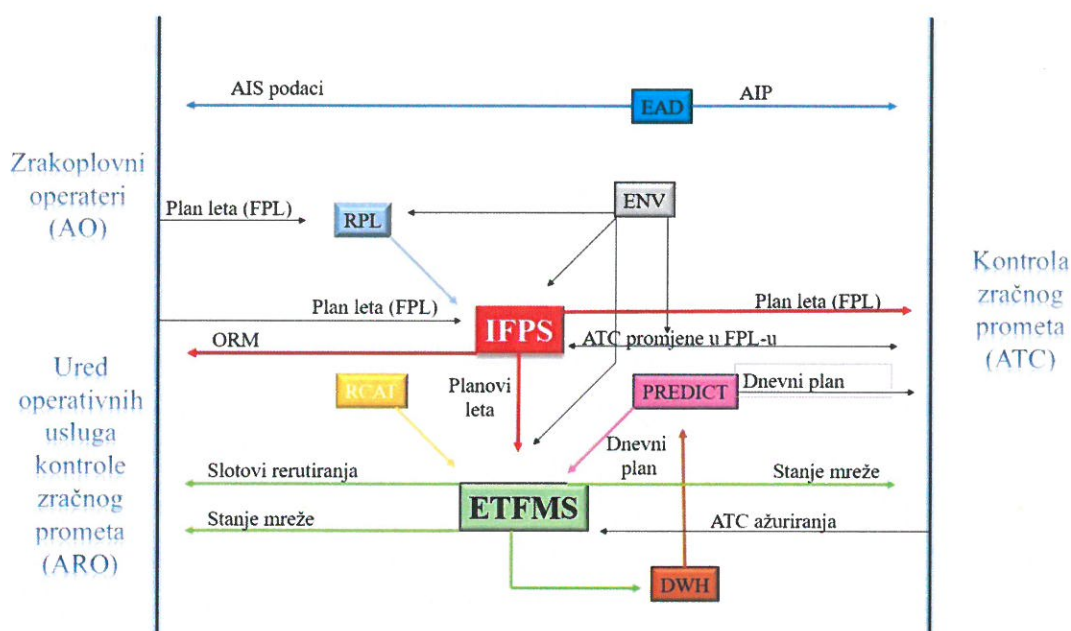 AIS podaci
EAD
AIP
Zrakoplovni
operateri
(AO)
Plan leta (FPL)
RPL
ENV
Kontrola
zračnog
prometa
(ATC)
Plan leta (FPL)
IFPS
Plan leta (FPL)
ORM
ATC promjene u FPL-u
Ured
operativnih
usluga
kontrole
zračnog
prometa
(ARO)
RCAT
Planovi
leta
PREDICT
Dnevni plan
Dnevni
plan
Slotovi rerutiranja
Stanje mreže
ETFMS
Stanje mreže
ATC ažuriranja
DWH